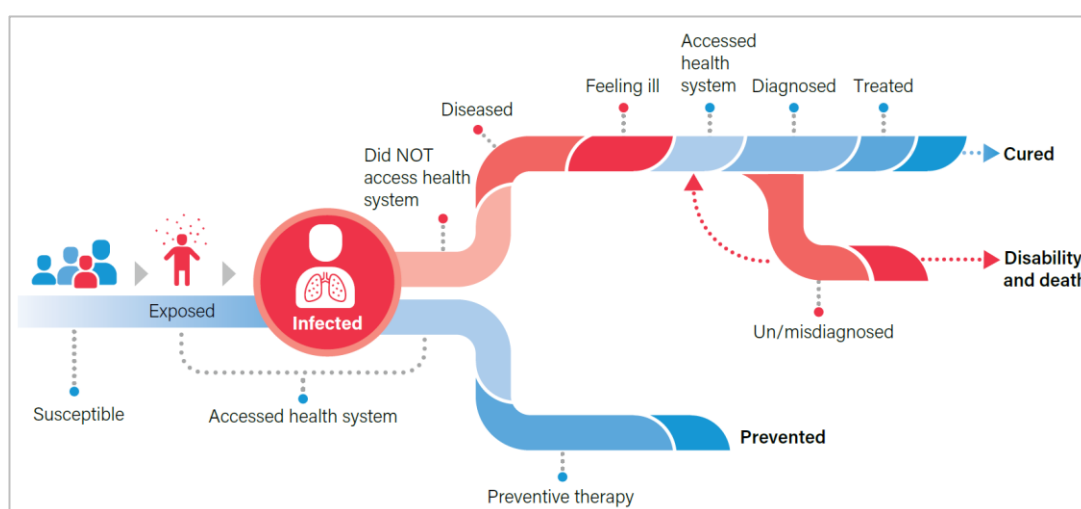 Accessed
health
system
Feeling ill
Diagnosed
Treated
Diseased
Did NOT
access health
system
Cured
Exposed
Infected
Disability
and death
Un/misdiagnosed
Susceptible
Accessed health system
Prevented
Preventive therapy